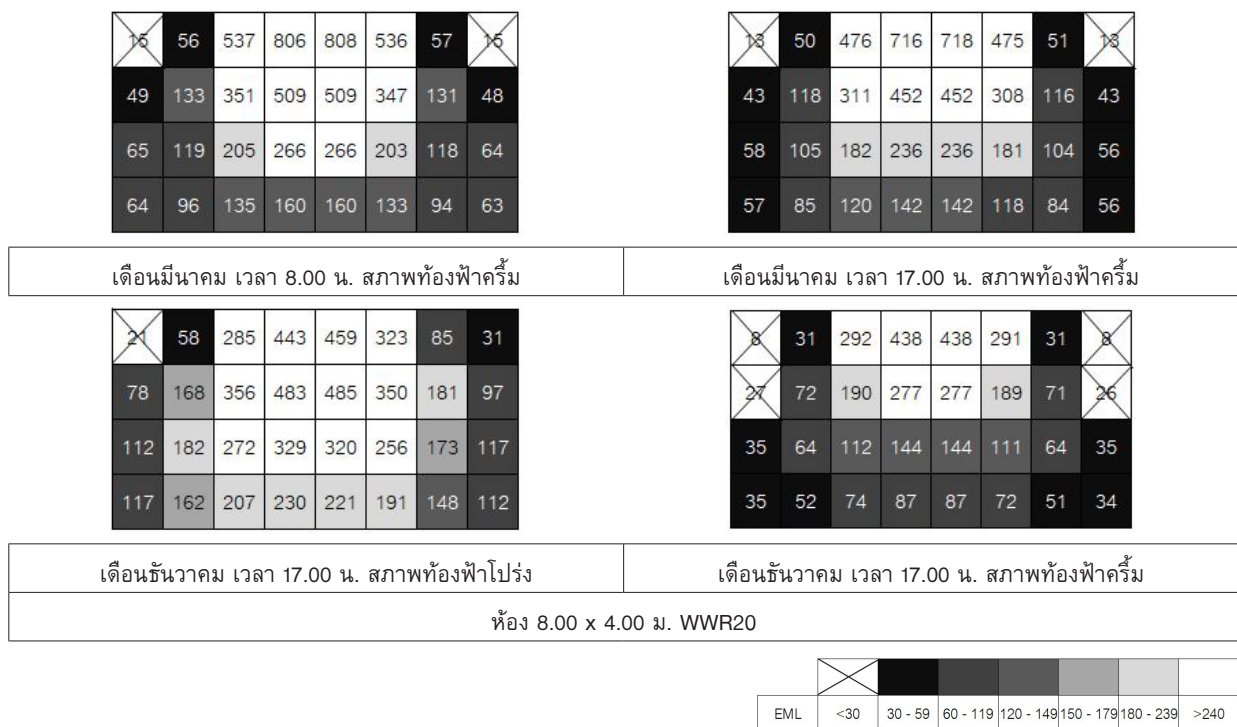 15 56 537 806 808 536 57 15
49 133 351 509 509 347 131 48
65 119 205 266 266 203 118 64
64 96 135 160 160 133 94 63
13 50 476 716 718 475 51 13
43 118 311 452 452 308 116 43
58 105 182 236 236 181 104 56
57 85 120 142 142 118 84 56
เดือนมีนาคม เวลา 8.00 น. สภาพท้องฟ้าครึ้ม
เดือนมีนาคม เวลา 17.00 น. สภาพท้องฟ้าครึ้ม
21 58 285 443 459 323 85 31
78 168 356 483 485 350 181 97
112 182 272 329 320 256 173 117
117 162 207 230 221 191 148 112
8 31 292 438 438 291 31 8
27 72 190 277 277 189 71 26
35 64 112 144 144 111 64 35
35 52 74 87 87 72 51 34
เดือนธันวาคม เวลา 17.00 น. สภาพท้องฟ้าโปร่ง
เดือนธันวาคม เวลา 17.00 น. สภาพท้องฟ้าครึ้ม
ห้อง 8.00 x 4.00 ม. WWR20
EML <30 30 - 59 60 - 119 120 - 149 150 - 179 180 - 239 >240